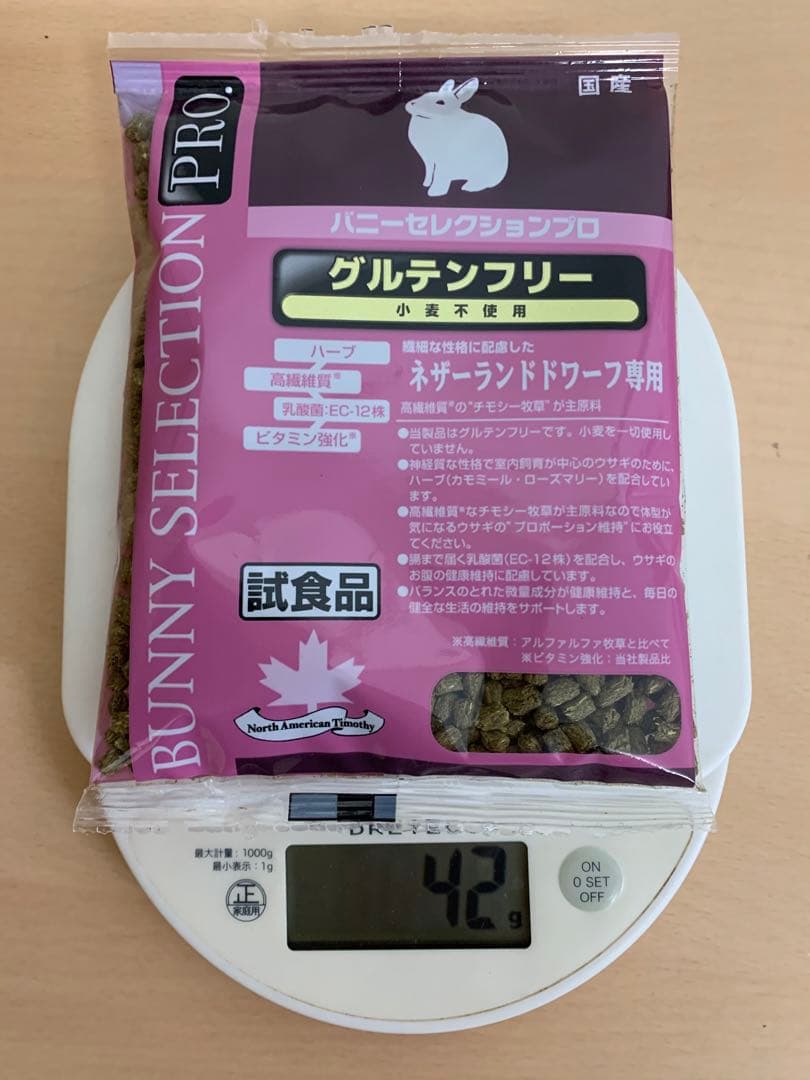 国産
BUNNY SELECTION PRO.
バニーセレクションプロ
グルテンフリー
小麦不使用
ハーブ
高繊維質※
乳酸菌:EC-12株
ビタミン強化※
繊細な性格に配慮した
ネザーランドドワーフ専用
高繊維質※の"チモシー牧草"が主原料
●当製品はグルテンフリーです。小麦を一切使用し
ていません。
●神経質な性格で室内飼育が中心のウサギのために、
ハーブ(カモミール・ローズマリー)を配合してい
ます。
●高繊維質※なチモシー牧草が主原料なので体型が
気になるウサギの"プロポーション維持"にお役立
てください。
●腸まで届く乳酸菌(EC-12株)を配合し、ウサギの
お腹の健康維持に配慮しています。
●バランスのとれた微量成分が健康維持と、毎日の
健全な生活の維持をサポートします。
※高繊維質：アルファルファ牧草と比べて
※ビタミン強化：当社製品比
試食品
North American Timothy
DRETEC
最大計量：1000g
最小表示：1g
正
家庭用
42g
ON
0 SET
OFF